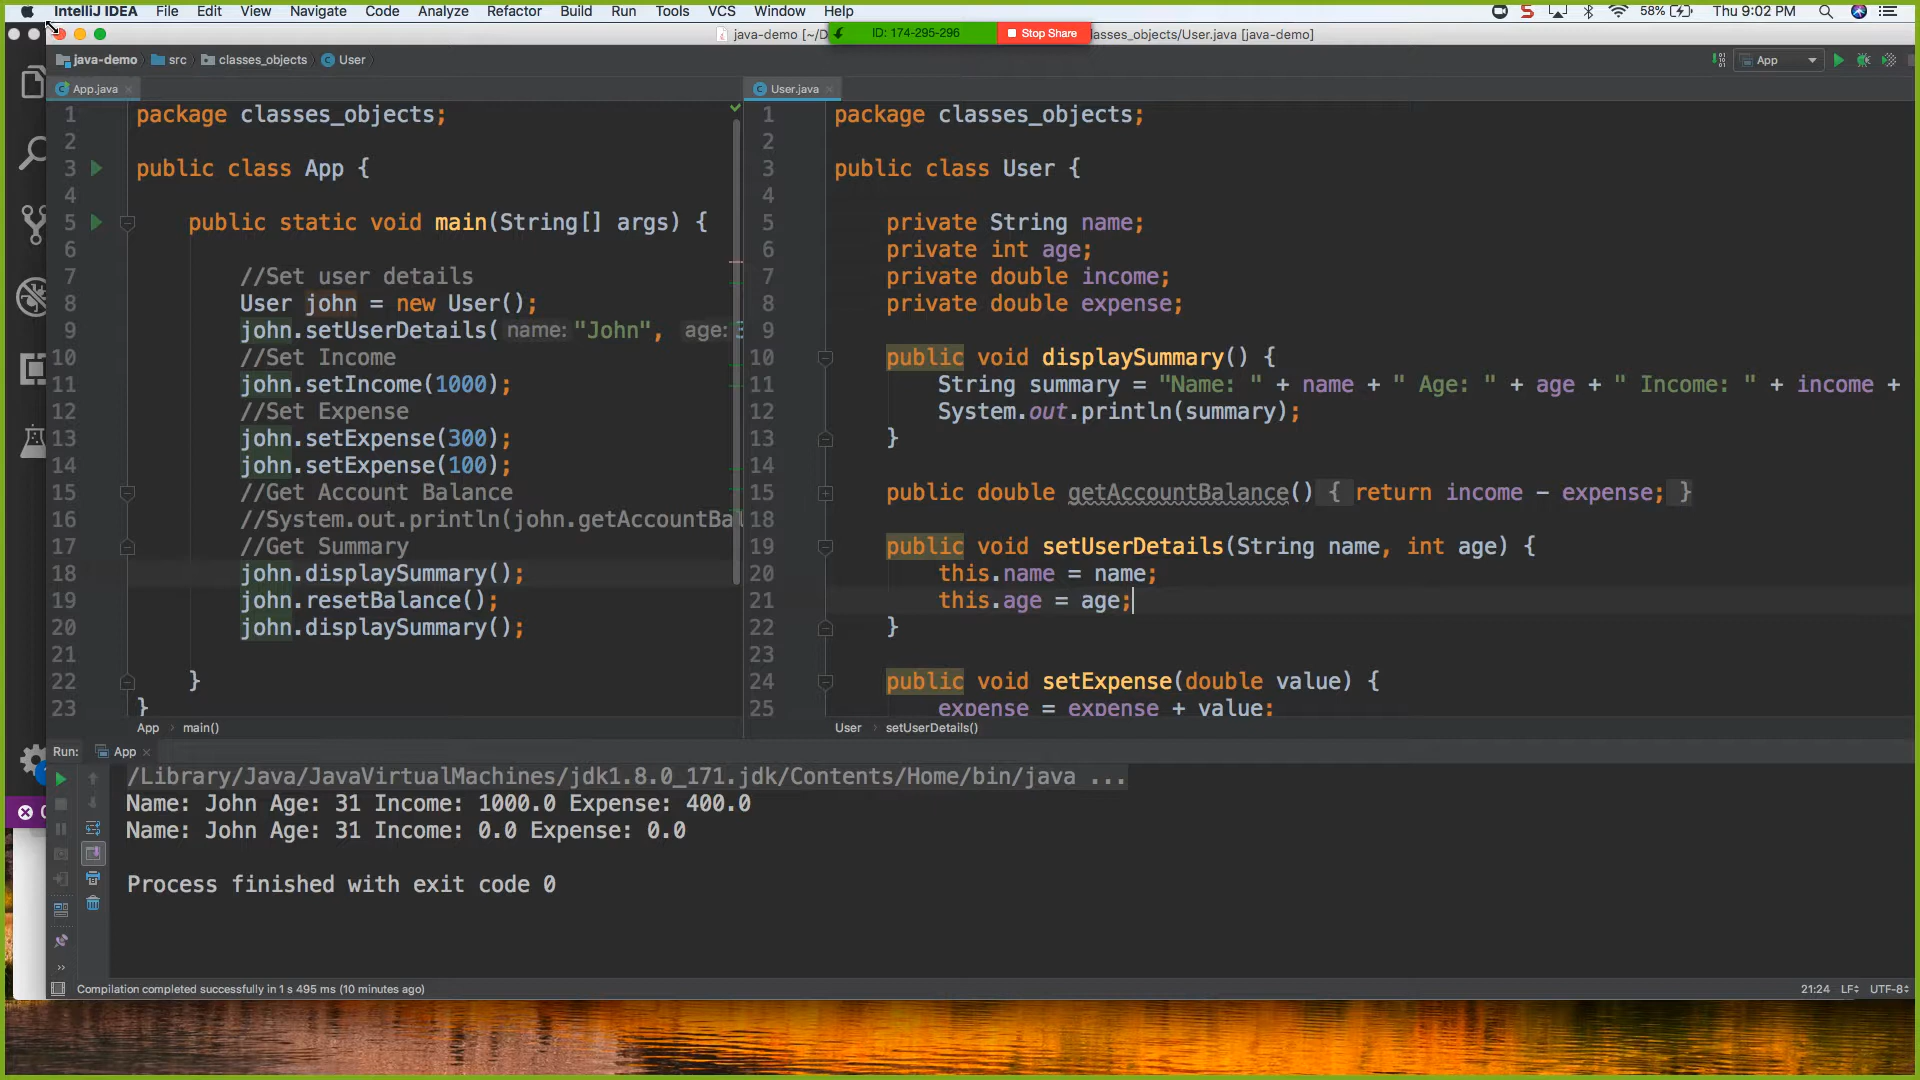 IntelliJ IDEA File Edit View Navigate Code Analyze Refactor Build Run Tools VCS Window Help 58% Thu 9:02 PM
java-demo [~/D ID: 174-295-296 Stop Share lasses_objects/User.java [java-demo]
java-demo src classes_objects User App
App.java
1 package classes_objects;
2
3 public class App {
4
5 public static void main(String[] args) {
6
7 //Set user details
8 User john = new User();
9 john.setUserDetails( name: "John", age: 3
10 //Set Income
11 john.setIncome(1000);
12 //Set Expense
13 john.setExpense(300);
14 john.setExpense(100);
15 //Get Account Balance
16 //System.out.println(john.getAccountBal
17 //Get Summary
18 john.displaySummary();
19 john.resetBalance();
20 john.displaySummary();
21
22 }
23 }
App main()
User.java
1 package classes_objects;
2
3 public class User {
4
5 private String name;
6 private int age;
7 private double income;
8 private double expense;
9
10 public void displaySummary() {
11 String summary = "Name: " + name + " Age: " + age + " Income: " + income +
12 System.out.println(summary);
13 }
14
15 public double getAccountBalance() { return income - expense; }
18
19 public void setUserDetails(String name, int age) {
20 this.name = name;
21 this.age = age;
22 }
23
24 public void setExpense(double value) {
25 expense = expense + value;
User setUserDetails()
Run: App
/Library/Java/JavaVirtualMachines/jdk1.8.0_171.jdk/Contents/Home/bin/java ...
Name: John Age: 31 Income: 1000.0 Expense: 400.0
Name: John Age: 31 Income: 0.0 Expense: 0.0
Process finished with exit code 0
Compilation completed successfully in 1 s 495 ms (10 minutes ago) 21:24 LF UTF-8